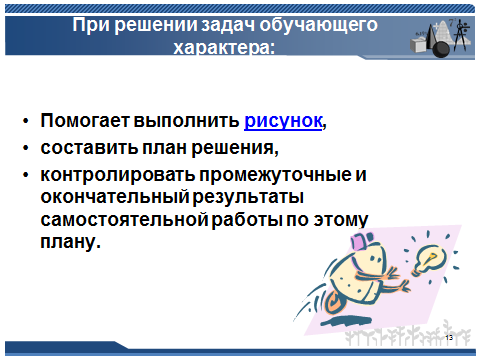 При решении задач обучающего
характера:
• Помогает выполнить рисунок,
• составить план решения,
• контролировать промежуточные и
окончательный результаты
самостоятельной работы по этому
плану.
13